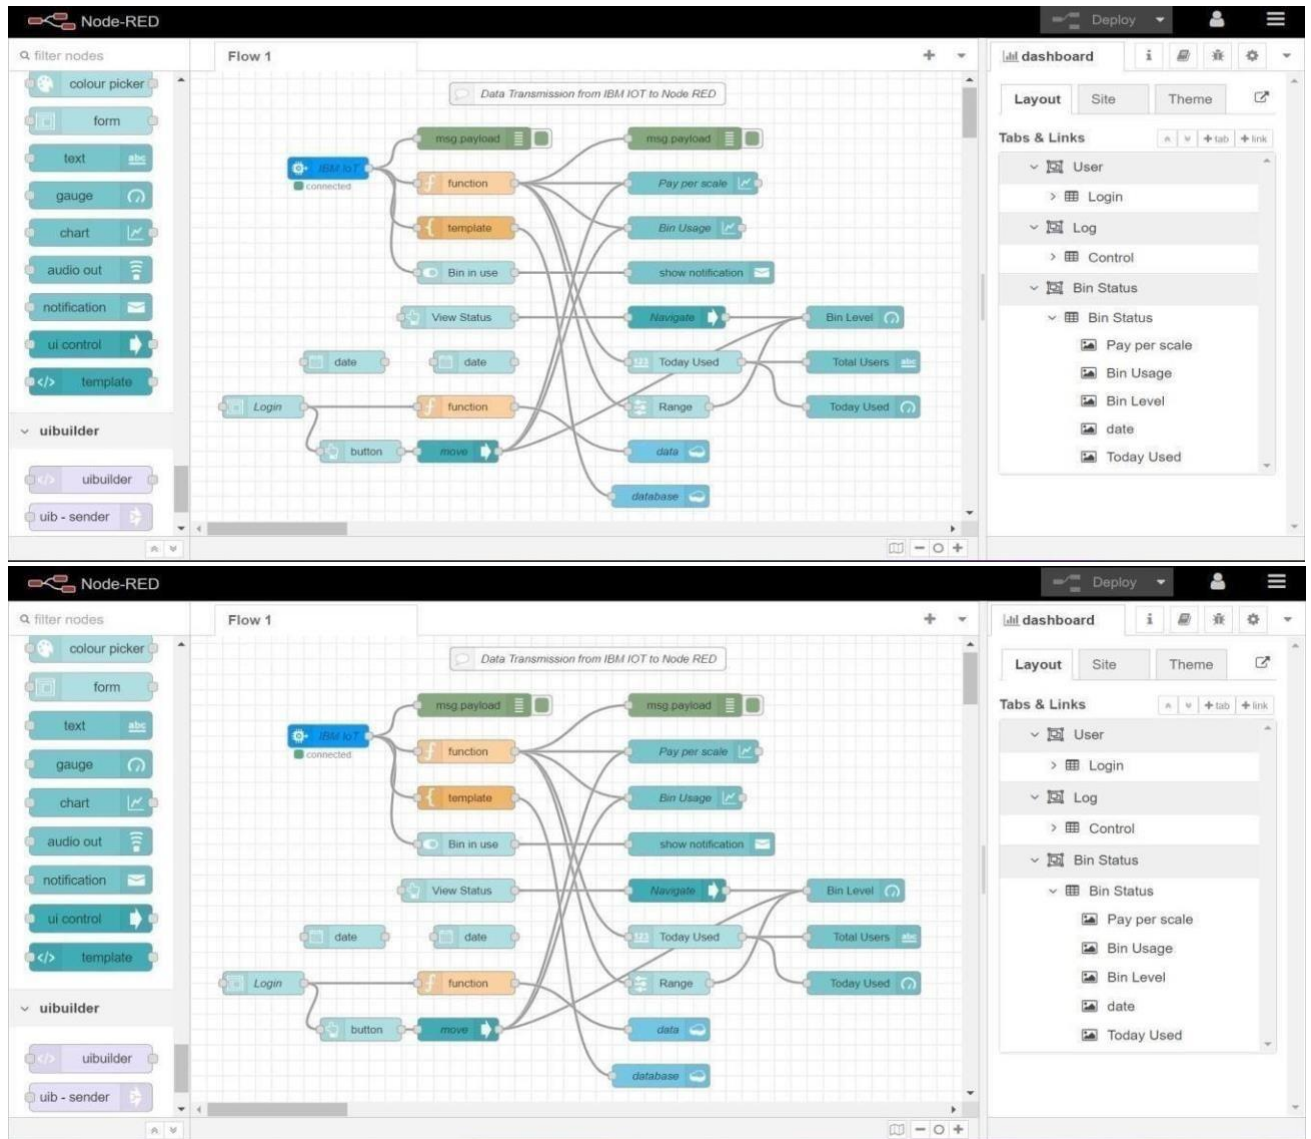 Node-RED
Deploy
filter nodes
Flow 1
dashboard
i
colour picker
form
text
abc
gauge
chart
audio out
notification
ui control
</> template
uibuilder
</> uibuilder
uib - sender
Data Transmission from IBM IOT to Node RED
msg.payload
msg.payload
IBM IoT
connected
function
Pay per scale
template
Bin Usage
Bin in use
show notification
View Status
Navigate
Bin Level
date
date
123 Today Used
Total Users abc
Login
function
Range
Today Used
button
move
data
database
Layout
Site
Theme
Tabs & Links
+ tab
+ link
User
Login
Log
Control
Bin Status
Bin Status
Pay per scale
Bin Usage
Bin Level
date
Today Used
Node-RED
Deploy
filter nodes
Flow 1
dashboard
i
colour picker
form
text
abc
gauge
chart
audio out
notification
ui control
</> template
uibuilder
</> uibuilder
uib - sender
Data Transmission from IBM IOT to Node RED
msg.payload
msg.payload
IBM IoT
connected
function
Pay per scale
template
Bin Usage
Bin in use
show notification
View Status
Navigate
Bin Level
date
date
123 Today Used
Total Users abc
Login
function
Range
Today Used
button
move
data
database
Layout
Site
Theme
Tabs & Links
+ tab
+ link
User
Login
Log
Control
Bin Status
Bin Status
Pay per scale
Bin Usage
Bin Level
date
Today Used